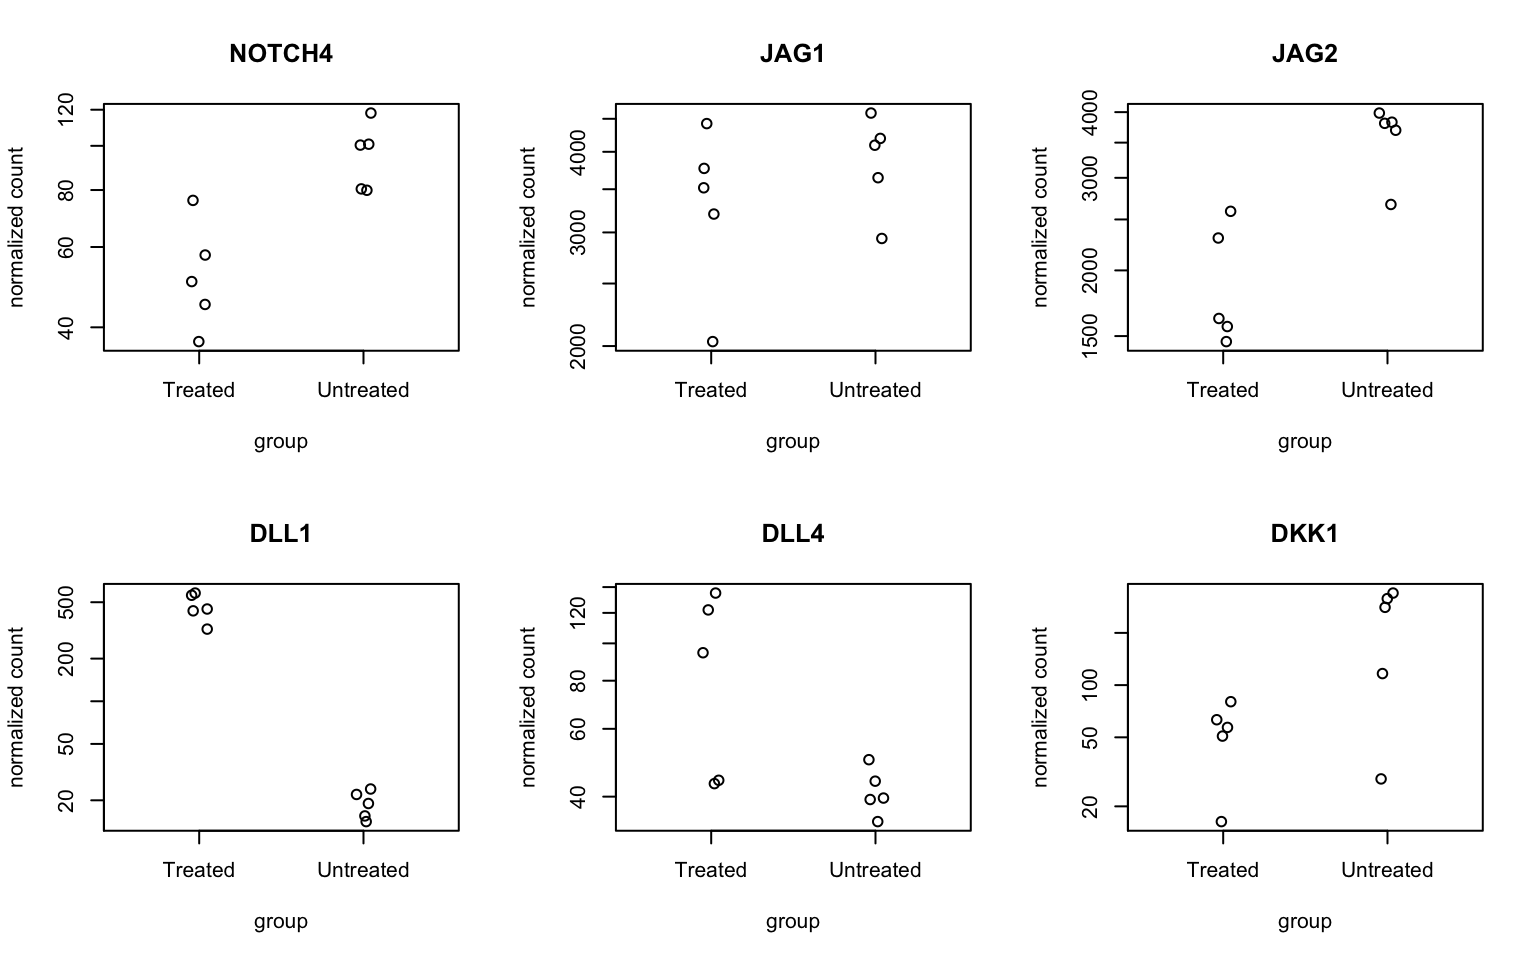 NOTCH4
normalized count
120
80
60
40
Treated Untreated
group
JAG1
normalized count
4000
3000
2000
Treated Untreated
group
JAG2
normalized count
4000
3000
2000
1500
Treated Untreated
group
DLL1
normalized count
500
200
50
20
Treated Untreated
group
DLL4
normalized count
120
80
60
40
Treated Untreated
group
DKK1
normalized count
100
50
20
Treated Untreated
group